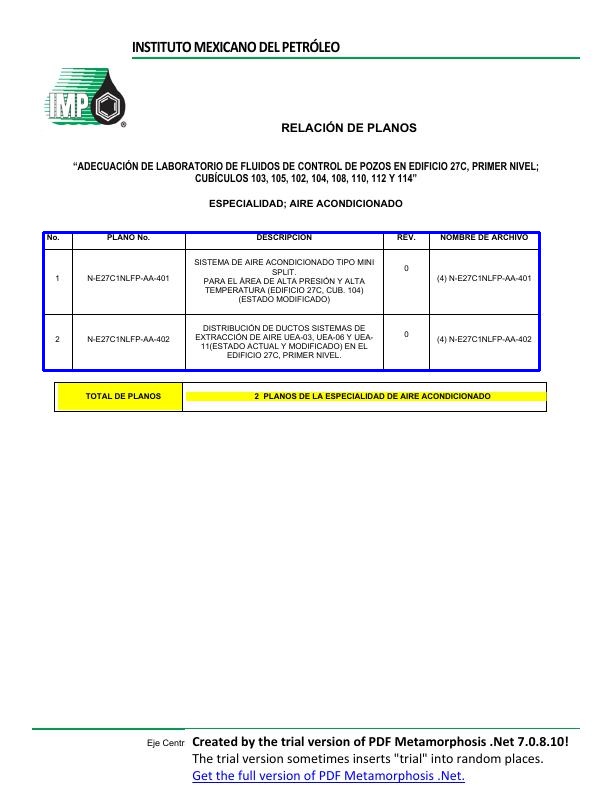 INSTITUTO MEXICANO DEL PETRÓLEO
IMP
®
RELACIÓN DE PLANOS
“ADECUACIÓN DE LABORATORIO DE FLUIDOS DE CONTROL DE POZOS EN EDIFICIO 27C, PRIMER NIVEL;
CUBÍCULOS 103, 105, 102, 104, 108, 110, 112 Y 114”
ESPECIALIDAD; AIRE ACONDICIONADO
No. PLANO No. DESCRIPCIÓN REV. NOMBRE DE ARCHIVO
1 N-E27C1NLFP-AA-401
SISTEMA DE AIRE ACONDICIONADO TIPO MINI
SPLIT.
PARA EL ÁREA DE ALTA PRESIÓN Y ALTA
TEMPERATURA (EDIFICIO 27C, CUB. 104)
(ESTADO MODIFICADO)
0 (4) N-E27C1NLFP-AA-401
2 N-E27C1NLFP-AA-402
DISTRIBUCIÓN DE DUCTOS SISTEMAS DE
EXTRACCIÓN DE AIRE UEA-03, UEA-06 Y UEA-
11(ESTADO ACTUAL Y MODIFICADO) EN EL
EDIFICIO 27C, PRIMER NIVEL.
0 (4) N-E27C1NLFP-AA-402
TOTAL DE PLANOS 2 PLANOS DE LA ESPECIALIDAD DE AIRE ACONDICIONADO
Eje Centr Created by the trial version of PDF Metamorphosis .Net 7.0.8.10!
The trial version sometimes inserts "trial" into random places.
Get the full version of PDF Metamorphosis .Net.